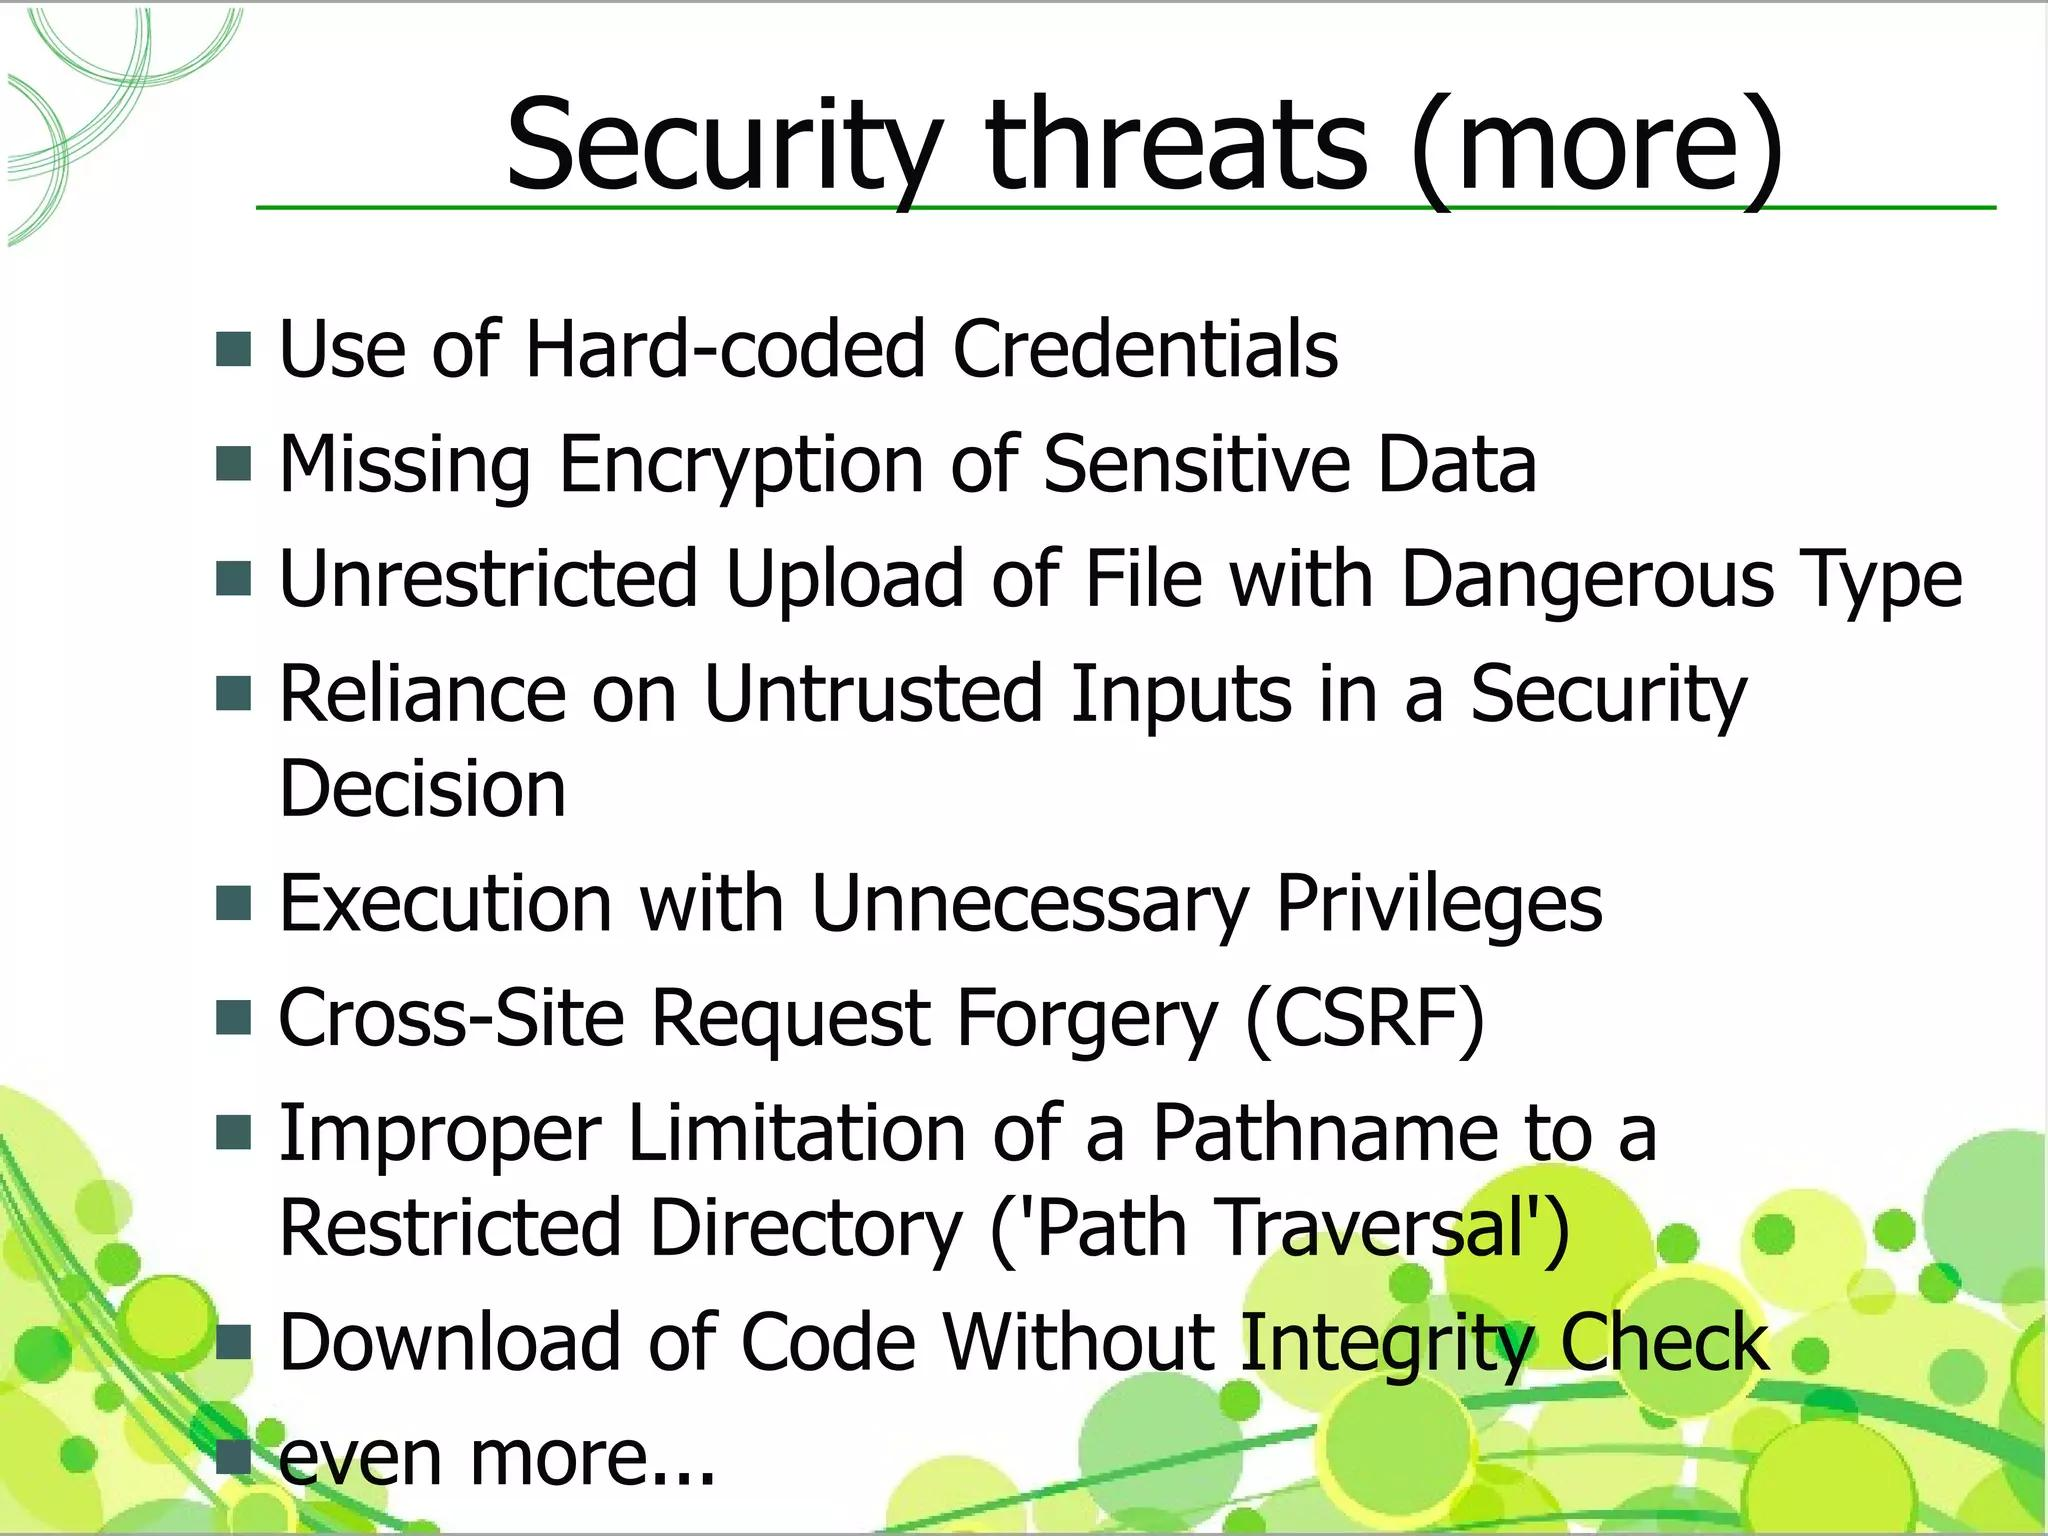 Security threats (more)
Use of Hard-coded Credentials
Missing Encryption of Sensitive Data
Unrestricted Upload of File with Dangerous Type
Reliance on Untrusted Inputs in a Security
Decision
Execution with Unnecessary Privileges
Cross-Site Request Forgery (CSRF)
Improper Limitation of a Pathname to a
Restricted Directory ('Path Traversal')
Download of Code Without Integrity Check
even more...